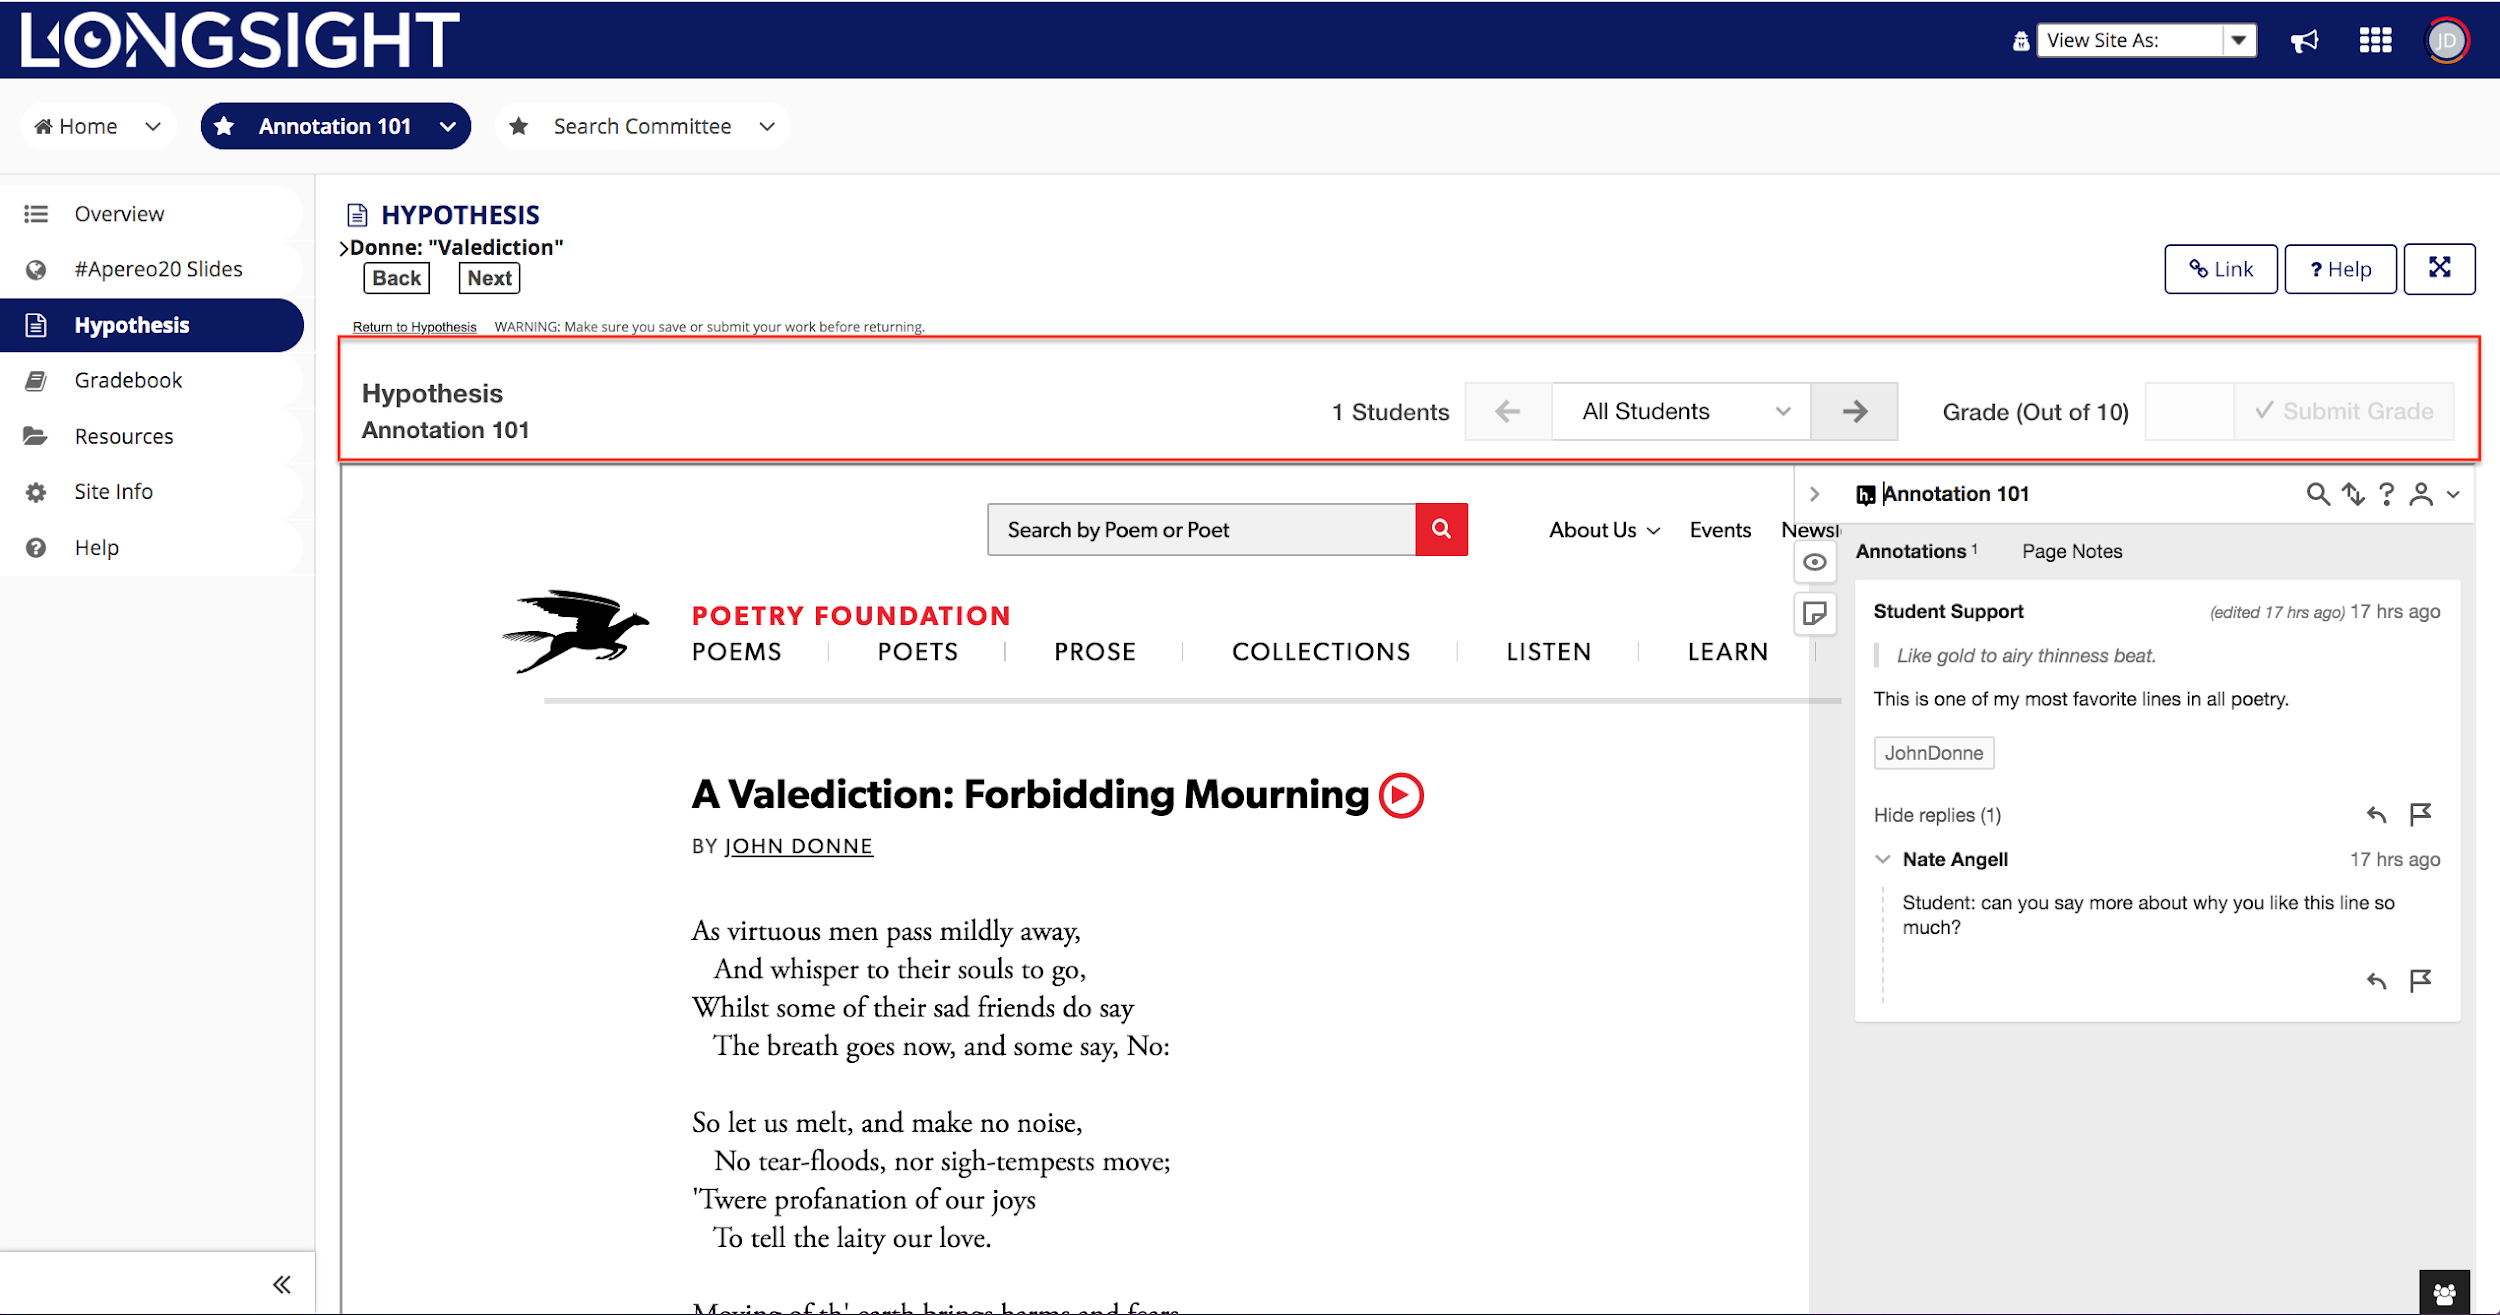 LONGSIGHT
View Site As:
JD
Home
Annotation 101
Search Committee
Overview
#Apereo20 Slides
Hypothesis
Gradebook
Resources
Site Info
Help
HYPOTHESIS
>Donne: "Valediction"
Back Next
Link
? Help
Return to Hypothesis WARNING: Make sure you save or submit your work before returning.
Hypothesis
Annotation 101
1 Students
All Students
Grade (Out of 10)
Submit Grade
Search by Poem or Poet
About Us
Events
POETRY FOUNDATION
POEMS | POETS | PROSE | COLLECTIONS | LISTEN | LEARN |
A Valediction: Forbidding Mourning
BY JOHN DONNE
As virtuous men pass mildly away,
And whisper to their souls to go,
Whilst some of their sad friends do say
The breath goes now, and some say, No:
So let us melt, and make no noise,
No tear-floods, nor sigh-tempests move;
'Twere profanation of our joys
To tell the laity our love.
Moving of th' earth brings harms and fears
h. Annotation 101
?
Annotations 1 Page Notes
Student Support (edited 17 hrs ago) 17 hrs ago
Like gold to airy thinness beat.
This is one of my most favorite lines in all poetry.
JohnDonne
Hide replies (1)
Nate Angell 17 hrs ago
Student: can you say more about why you like this line so
much?